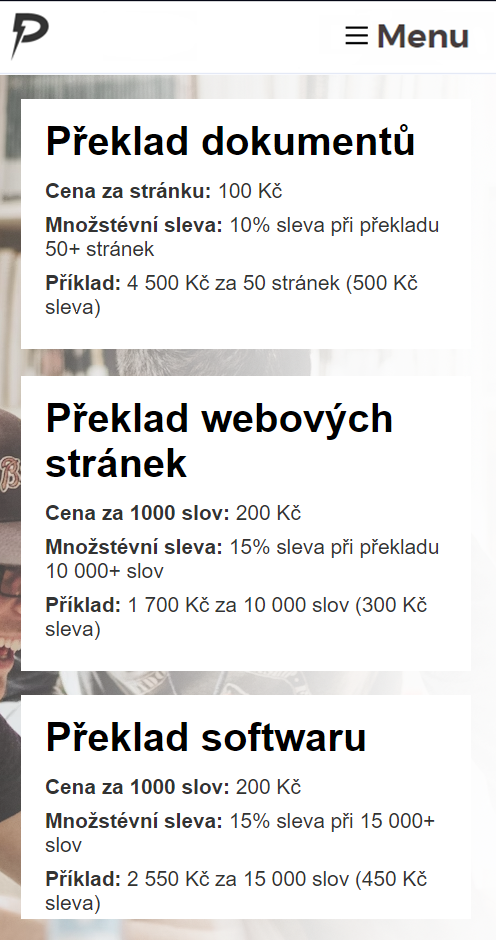 Menu
Překlad dokumentů
Cena za stránku: 100 Kč
Množstévní sleva: 10% sleva při překladu
50+ stránek
Příklad: 4 500 Kč za 50 stránek (500 Kč
sleva)
Překlad webových
stránek
Cena za 1000 slov: 200 Kč
Množstévní sleva: 15% sleva při překladu
10 000+ slov
Příklad: 1 700 Kč za 10 000 slov (300 Kč
sleva)
Překlad softwaru
Cena za 1000 slov: 200 Kč
Množstévní sleva: 15% sleva při 15 000+
slov
Příklad: 2 550 Kč za 15 000 slov (450 Kč
sleva)